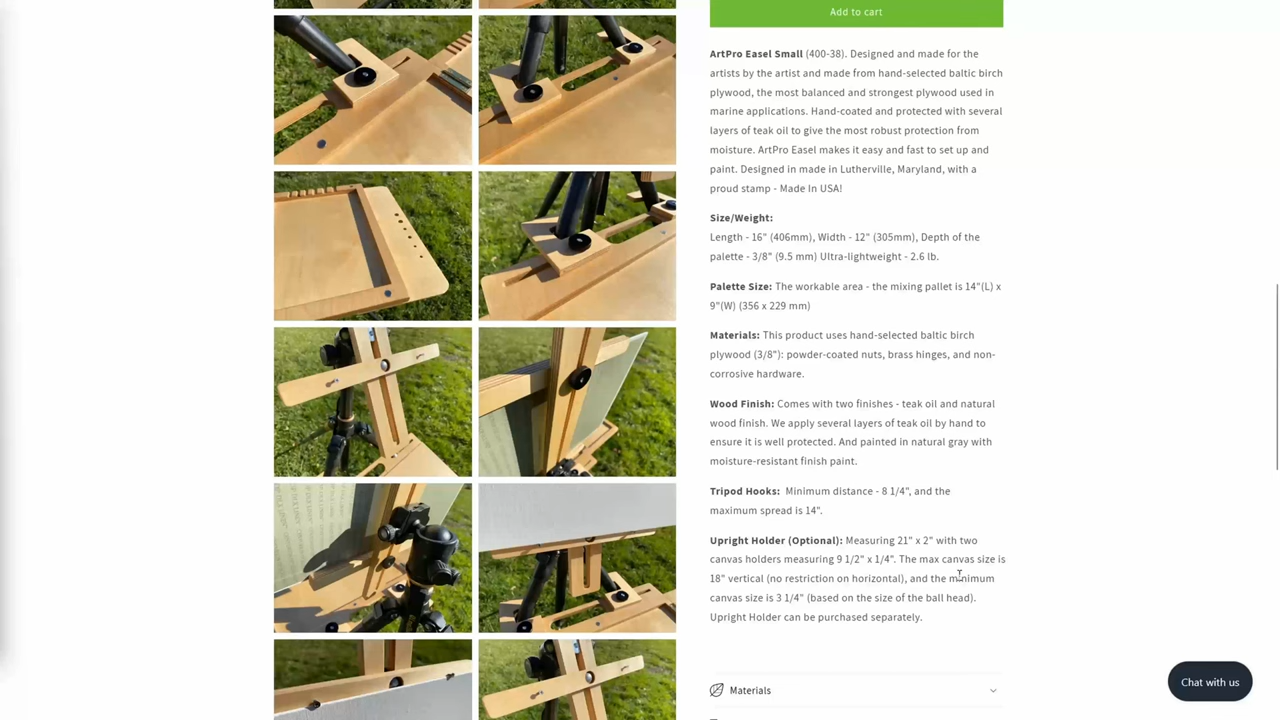 Add to cart
ArtPro Easel Small (400-38). Designed and made for the
artists by the artist and made from hand-selected baltic birch
plywood, the most balanced and strongest plywood used in
marine applications. Hand-coated and protected with several
layers of teak oil to give the most robust protection from
moisture. ArtPro Easel makes it easy and fast to set up and
paint. Designed in made in Lutherville, Maryland, with a
proud stamp - Made In USA!
Size/Weight:
Length - 16" (406mm), Width - 12" (305mm), Depth of the
palette - 3/8" (9.5 mm) Ultra-lightweight - 2.6 lb.
Palette Size: The workable area - the mixing pallet is 14"(L) x
9"(W) (356 x 229 mm)
Materials: This product uses hand-selected baltic birch
plywood (3/8"): powder-coated nuts, brass hinges, and non-
corrosive hardware.
Wood Finish: Comes with two finishes - teak oil and natural
wood finish. We apply several layers of teak oil by hand to
ensure it is well protected. And painted in natural gray with
moisture-resistant finish paint.
Tripod Hooks: Minimum distance - 8 1/4", and the
maximum spread is 14".
Upright Holder (Optional): Measuring 21" x 2" with two
canvas holders measuring 9 1/2" x 1/4". The max canvas size is
18" vertical (no restriction on horizontal), and the minimum
canvas size is 3 1/4" (based on the size of the ball head).
Upright Holder can be purchased separately.
Materials
Chat with us